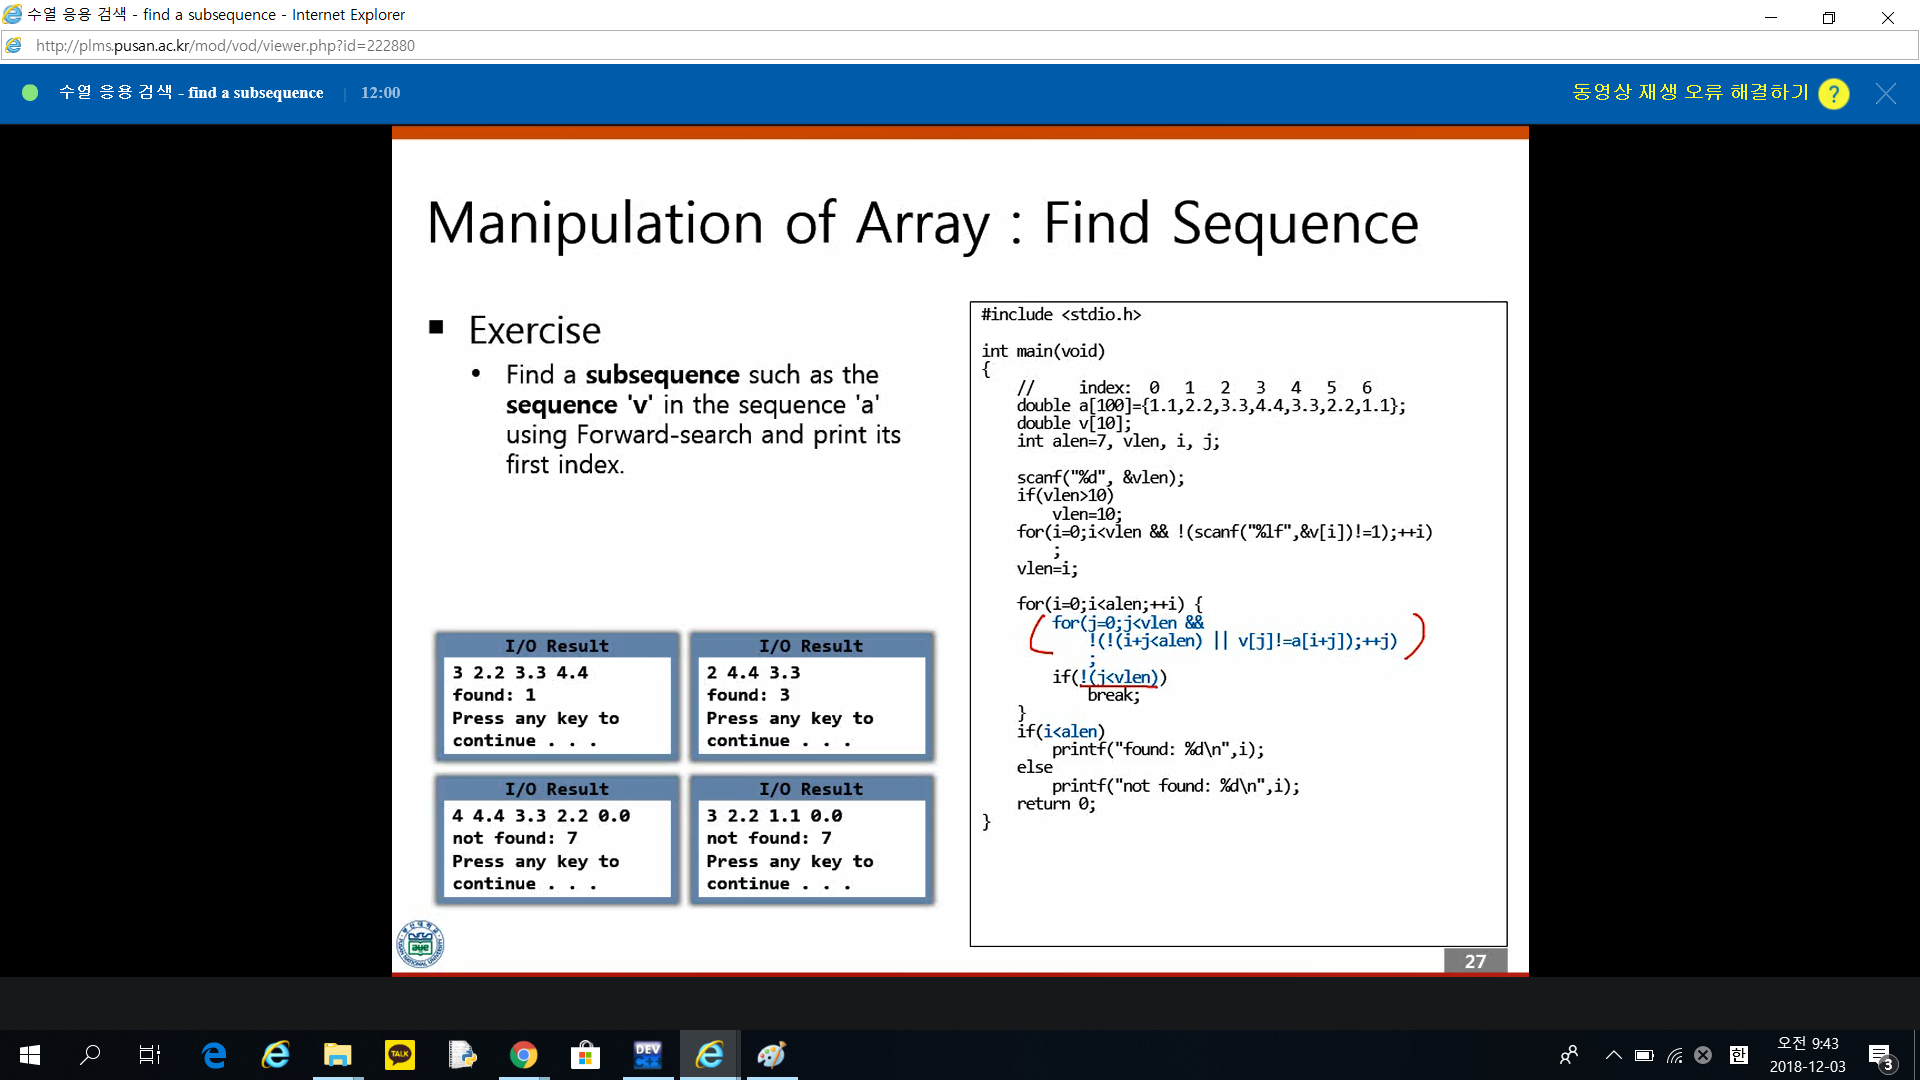 수열 응용 검색 - find a subsequence - Internet Explorer
http://plms.pusan.ac.kr/mod/vod/viewer.php?id=222880
수열 응용 검색 - find a subsequence | 12:00
동영상 재생 오류 해결하기 ?
Manipulation of Array : Find Sequence
■ Exercise
• Find a subsequence such as the
sequence 'v' in the sequence 'a'
using Forward-search and print its
first index.
I/O Result
3 2.2 3.3 4.4
found: 1
Press any key to
continue . . .
I/O Result
2 4.4 3.3
found: 3
Press any key to
continue . . .
I/O Result
4 4.4 3.3 2.2 0.0
not found: 7
Press any key to
continue . . .
I/O Result
3 2.2 1.1 0.0
not found: 7
Press any key to
continue . . .
#include <stdio.h>
int main(void)
{
// index: 0 1 2 3 4 5 6
double a[100]={1.1,2.2,3.3,4.4,3.3,2.2,1.1};
double v[10];
int alen=7, vlen, i, j;
scanf("%d", &vlen);
if(vlen>10)
vlen=10;
for(i=0;i<vlen && !(scanf("%lf",&v[i])!=1);++i)
;
vlen=i;
for(i=0;i<alen;++i) {
for(j=0;j<vlen &&
!(!(i+j<alen) || v[j]!=a[i+j]);++j)
;
if(!(j<vlen))
break;
}
if(i<alen)
printf("found: %d\n",i);
else
printf("not found: %d\n",i);
return 0;
}
27
TALK
DEV
한
오전 9:43
2018-12-03
3